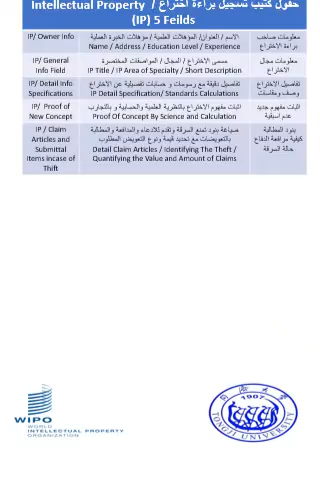 حقول كتيب تسجيل براءة اختراع / Intellectual Property
(IP) 5 Feilds
IP/ Owner Info
الاسم / العنوان/ المؤهلات العلمية / مؤهلات الخبرة العملية
Name / Address / Education Level / Experience
معلومات صاحب
براءة الاختراع
IP/ General
Info Field
مسمى الاختراع / المجال / المواصفات المختصرة
IP Title / IP Area of Specialty / Short Description
معلومات مجال
الاختراع
IP/ Detail Info
Specifications
تفاصيل دقيقة مع رسومات و حسابات تفصيلية عن الاختراع
IP Detail Specification/ Standards Calculations
تفاصيل الاختراع
وصف ومقاسات
IP/ Proof of
New Concept
اثبات مفهوم الاختراع بالنظرية العلمية والحسابية و بالتجارب
Proof Of Concept By Science and Calculation
اثبات مفهوم جديد
عدم اسبقية
IP / Claim
Articles and
Submittal
Items incase of
Thift
صياغة بنود تمنع السرقة وتقدم للادعاء والمدافعة والمطالبة
بالتعويضات مع تحديد قيمة ونوع التعويض المطلوب
Detail Claim Articles / Identifying The Theft /
Quantifying the Value and Amount of Claims
بنود المطالبة
كيفية مرافعة الدفاع
حالة السرقة
WIPO
WORLD
INTELLECTUAL PROPERTY
ORGANIZATION
1907
TONGJI UNIVERSITY